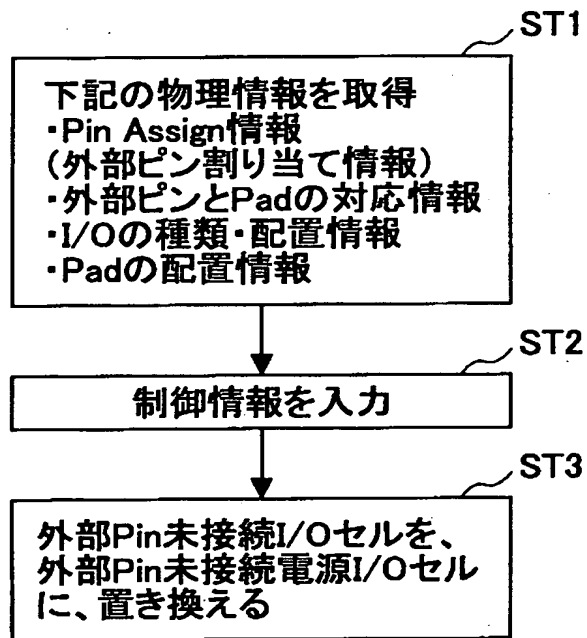 ST1
下記の物理情報を取得
・Pin Assign情報
(外部ピン割り当て情報)
・外部ピンとPadの対応情報
・I/Oの種類・配置情報
・Padの配置情報
ST2
制御情報を入力
ST3
外部Pin未接続I/Oセルを、
外部Pin未接続電源I/Oセル
に、置き換える